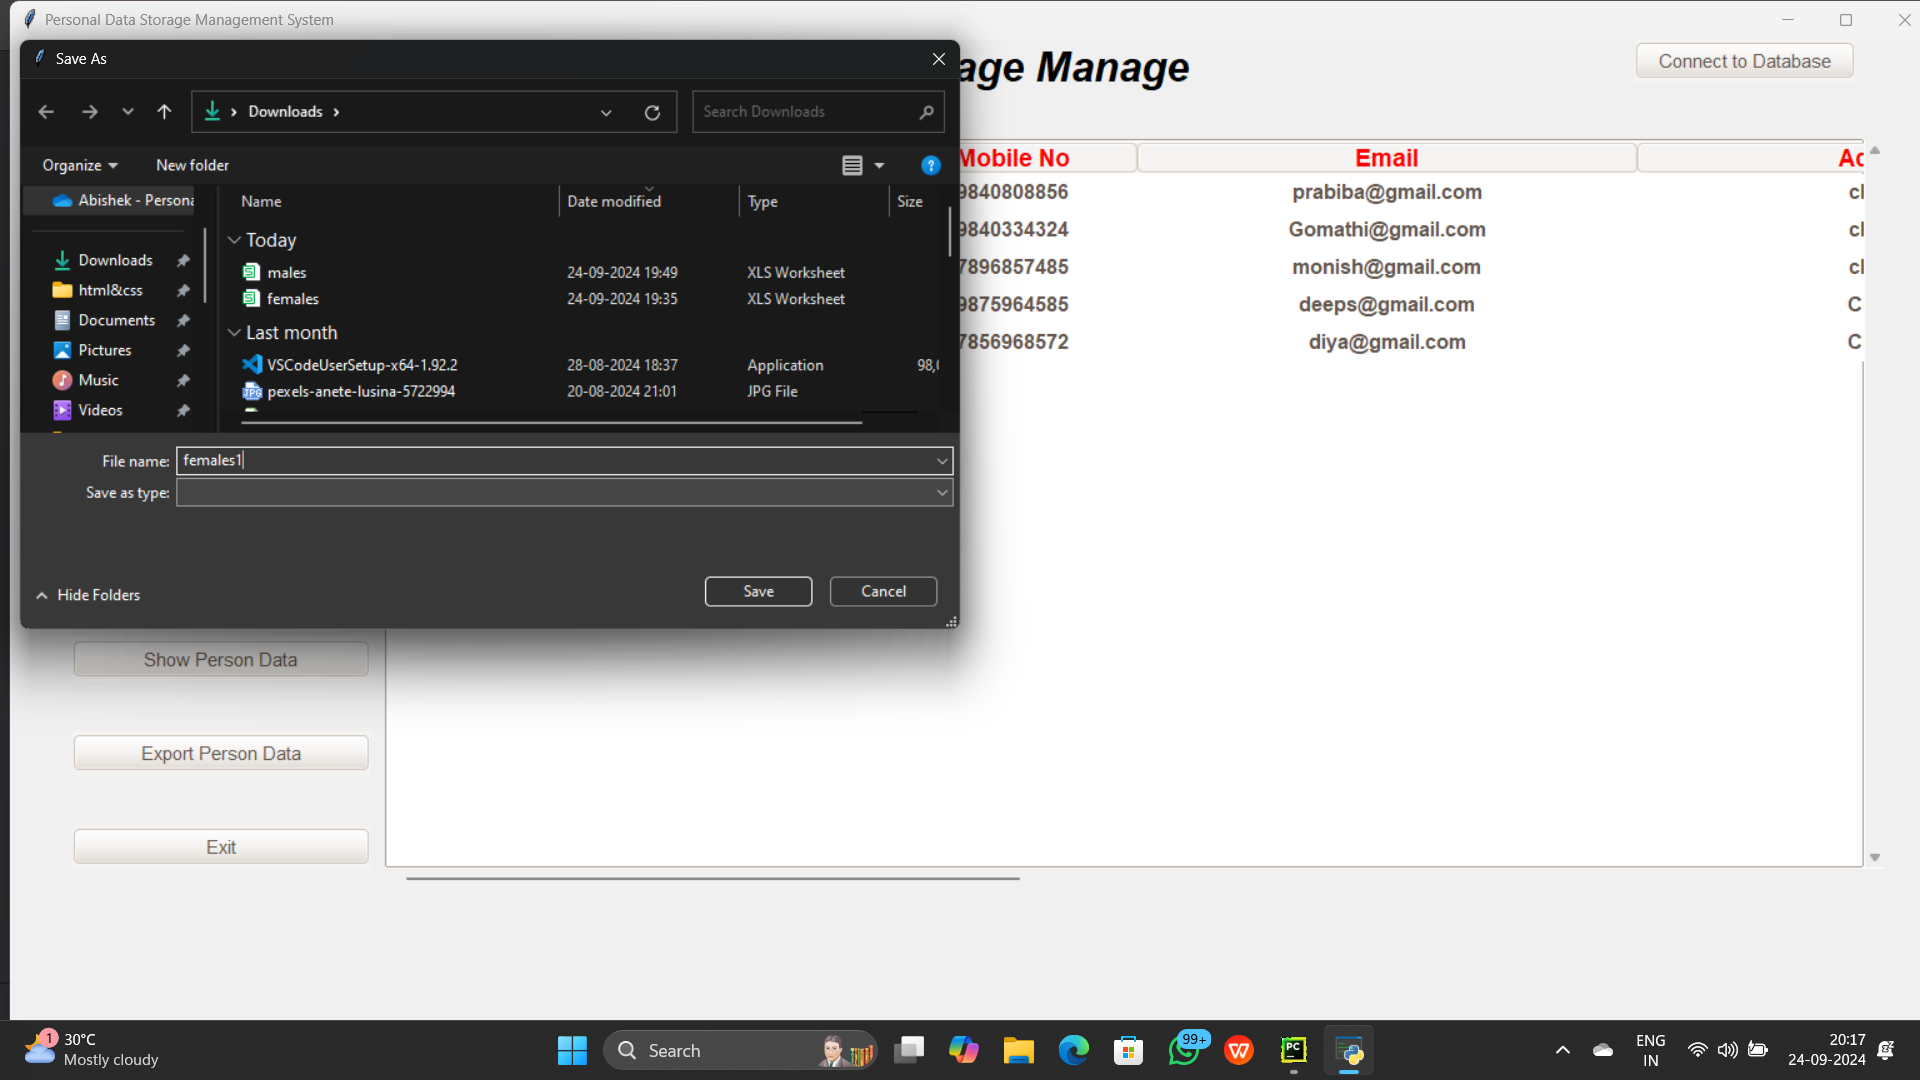 Personal Data Storage Management System
Save As
age Manage
Connect to Database
Downloads
Search Downloads
Organize
New folder
Abishek - Persona
Name Date modified Type Size
Today
males 24-09-2024 19:49 XLS Worksheet
females 24-09-2024 19:35 XLS Worksheet
Last month
VSCodeUserSetup-x64-1.92.2 28-08-2024 18:37 Application 98,
pexels-anete-lusina-5722994 20-08-2024 21:01 JPG File
Downloads
html&css
Documents
Pictures
Music
Videos
File name: females1
Save as type:
Hide Folders
Save
Cancel
Mobile No Email Ad
9840808856 prabiba@gmail.com cl
9840334324 Gomathi@gmail.com cl
7896857485 monish@gmail.com cl
9875964585 deeps@gmail.com C
7856968572 diya@gmail.com C
Show Person Data
Export Person Data
Exit
1
30°C
Mostly cloudy
Search
99+
PC
ENG
IN
20:17
24-09-2024